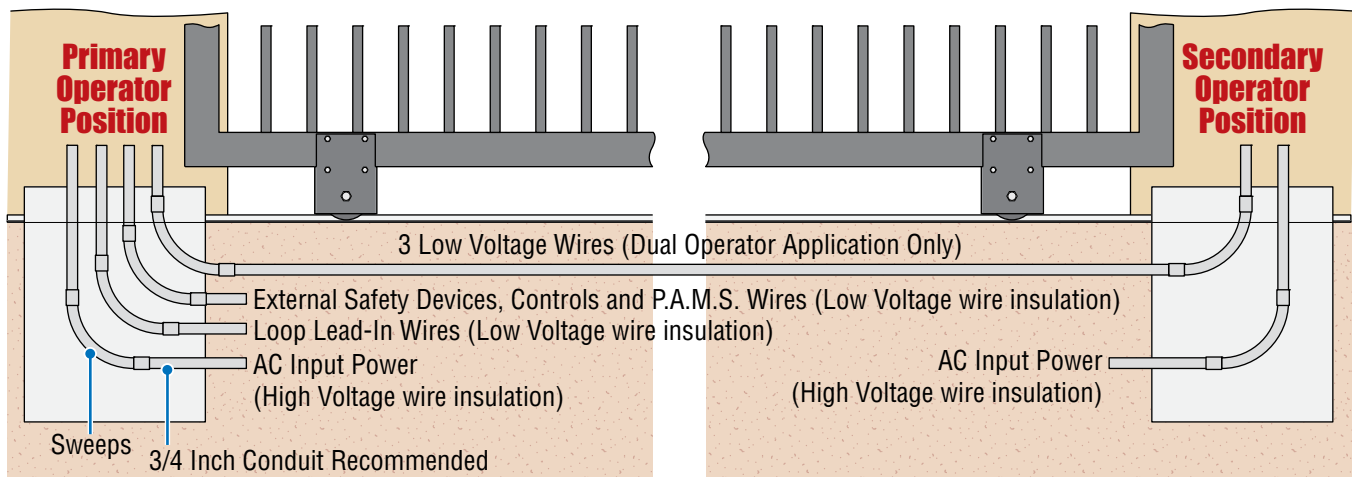 Primary
Operator
Position
Secondary
Operator
Position
3 Low Voltage Wires (Dual Operator Application Only)
External Safety Devices, Controls and P.A.M.S. Wires (Low Voltage wire insulation)
Loop Lead-In Wires (Low Voltage wire insulation)
AC Input Power
(High Voltage wire insulation)
AC Input Power
(High Voltage wire insulation)
Sweeps
3/4 Inch Conduit Recommended